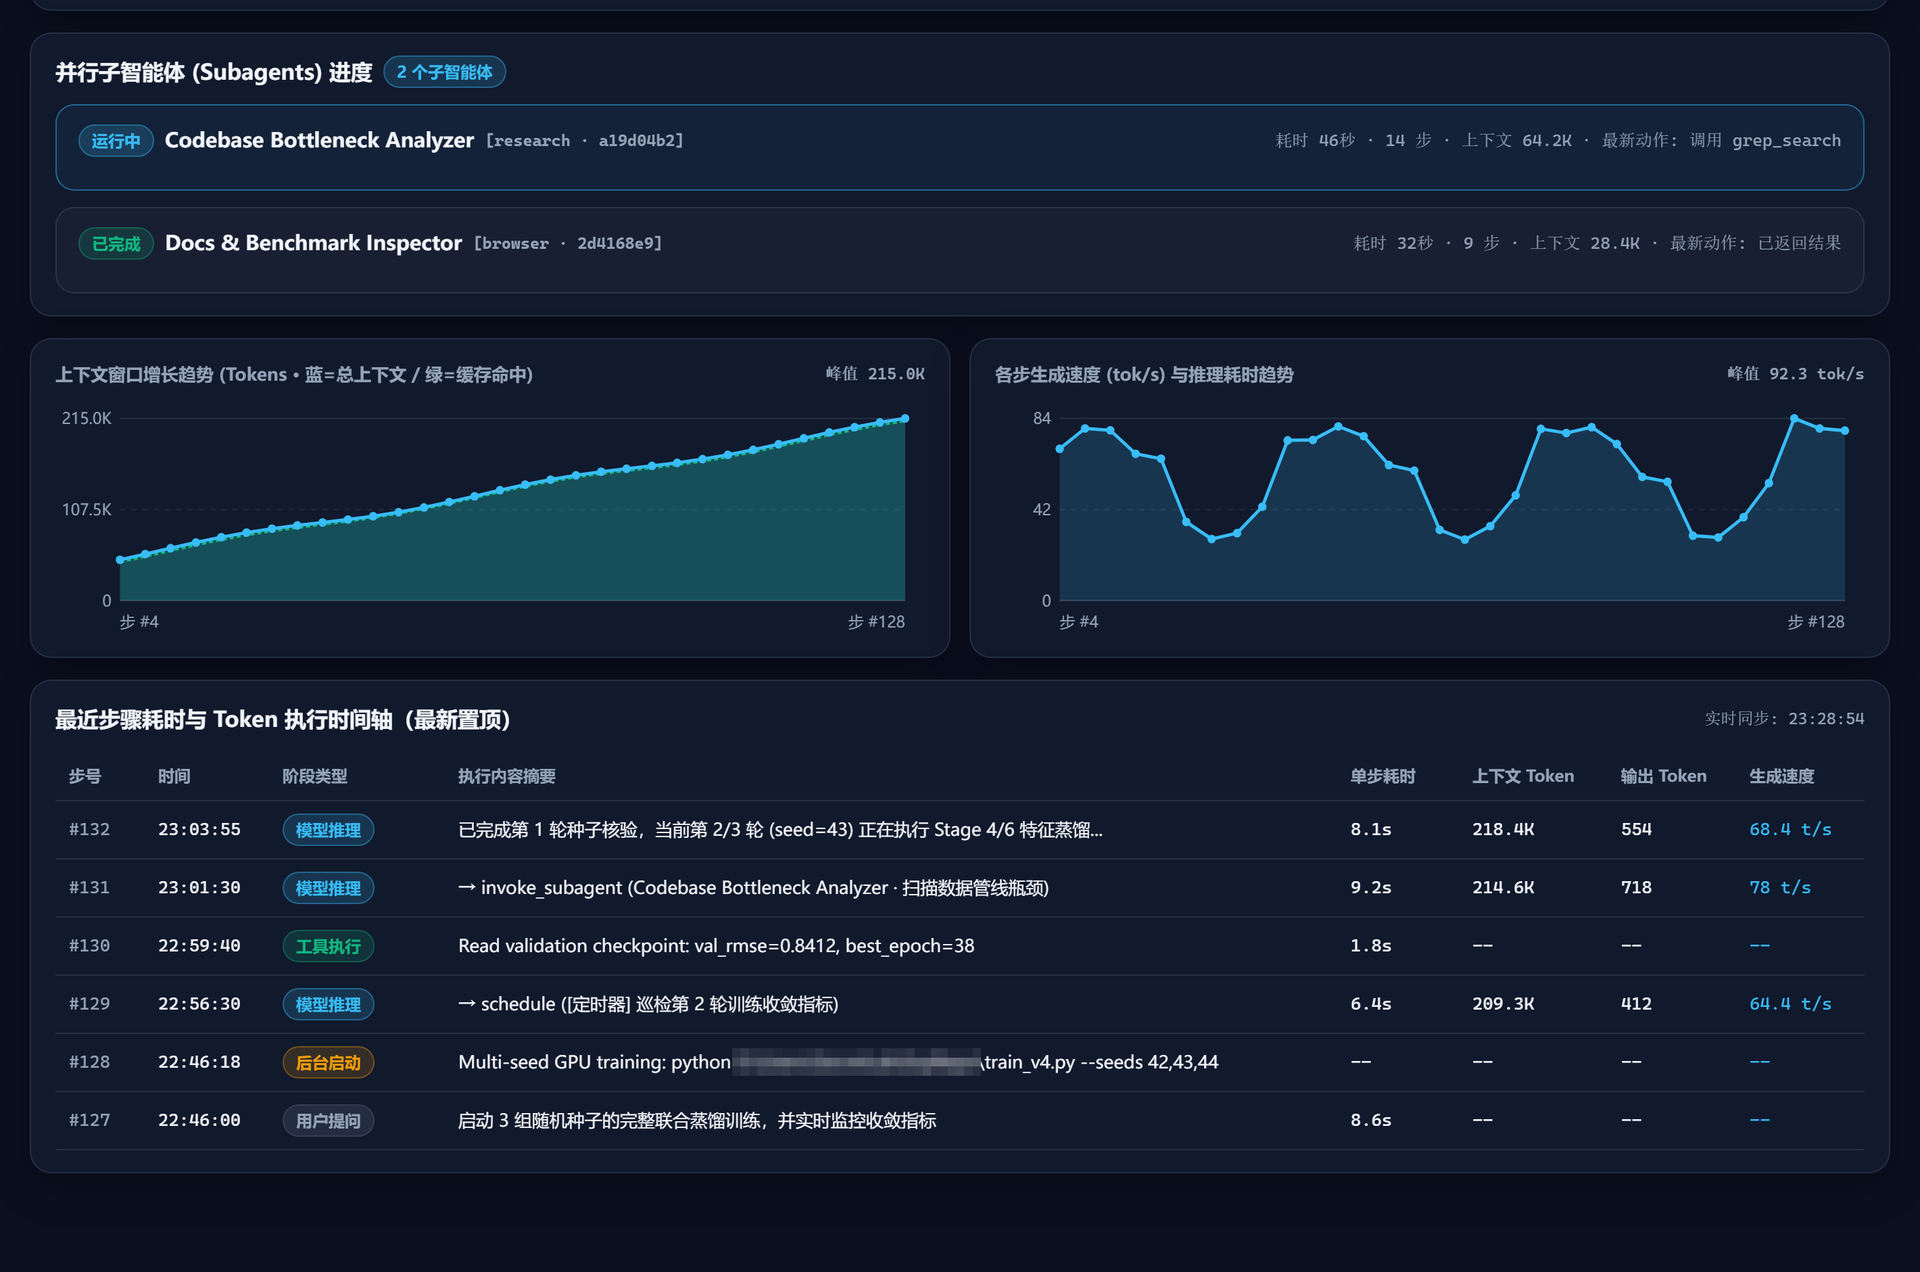 并行子智能体 (Subagents) 进度 2 个子智能体
运行中 Codebase Bottleneck Analyzer [research · a19d04b2] 耗时 46秒 · 14 步 · 上下文 64.2K · 最新动作: 调用 grep_search
已完成 Docs & Benchmark Inspector [browser · 2d4168e9] 耗时 32秒 · 9 步 · 上下文 28.4K · 最新动作: 已返回结果
上下文窗口增长趋势 (Tokens • 蓝=总上下文 / 绿=缓存命中) 峰值 215.0K
215.0K
107.5K
0
步 #4 步 #128
各步生成速度 (tok/s) 与推理耗时趋势 峰值 92.3 tok/s
84
42
0
步 #4 步 #128
最近步骤耗时与 Token 执行时间轴（最新置顶） 实时同步: 23:28:54
步号 时间 阶段类型 执行内容摘要 单步耗时 上下文 Token 输出 Token 生成速度
#132 23:03:55 模型推理 已完成第 1 轮种子核验，当前第 2/3 轮 (seed=43) 正在执行 Stage 4/6 特征蒸馏... 8.1s 218.4K 554 68.4 t/s
#131 23:01:30 模型推理 → invoke_subagent (Codebase Bottleneck Analyzer · 扫描数据管线瓶颈) 9.2s 214.6K 718 78 t/s
#130 22:59:40 工具执行 Read validation checkpoint: val_rmse=0.8412, best_epoch=38 1.8s -- -- --
#129 22:56:30 模型推理 → schedule ([定时器] 巡检第 2 轮训练收敛指标) 6.4s 209.3K 412 64.4 t/s
#128 22:46:18 后台启动 Multi-seed GPU training: python \train_v4.py --seeds 42,43,44 -- -- -- --
#127 22:46:00 用户提问 启动 3 组随机种子的完整联合蒸馏训练，并实时监控收敛指标 8.6s -- -- --